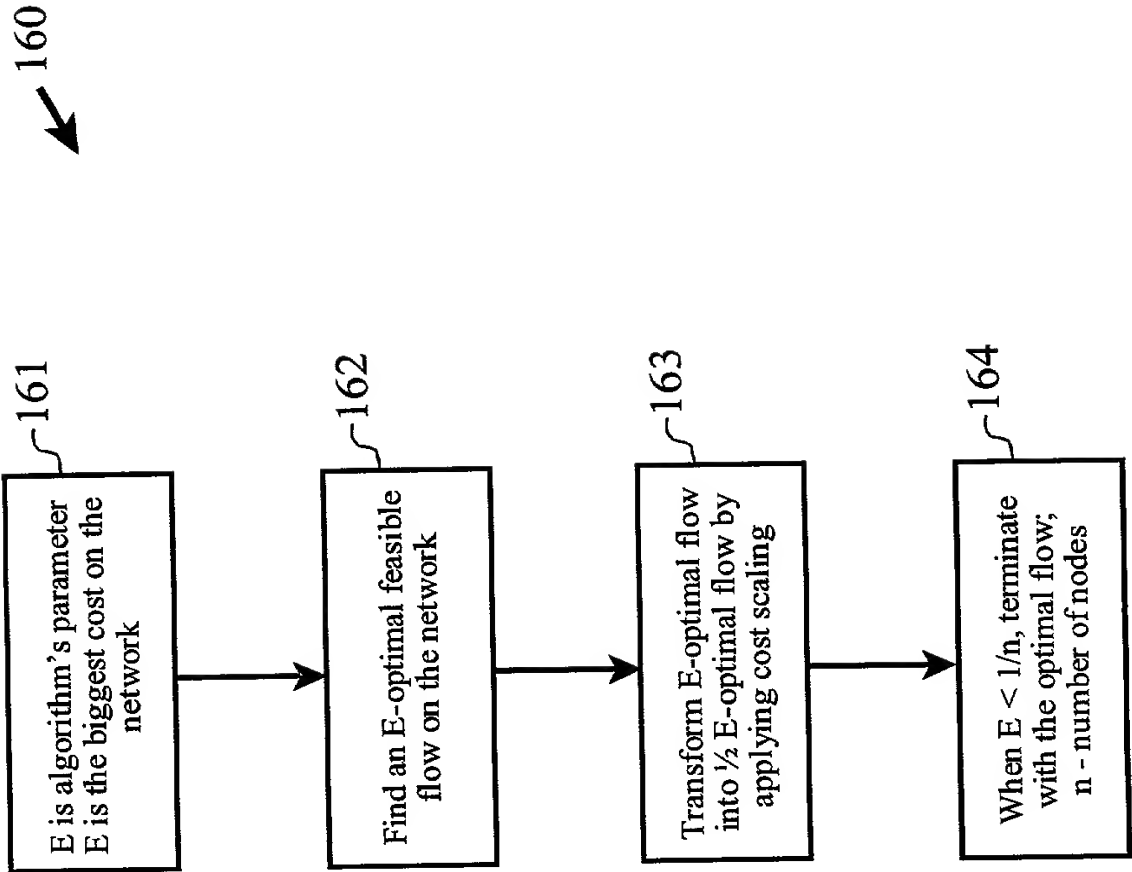 160
161
E is algorithm's parameter
E is the biggest cost on the
network
162
Find an E-optimal feasible
flow on the network
163
Transform E-optimal flow
into ½ E-optimal flow by
applying cost scaling
164
When E < 1/n, terminate
with the optimal flow;
n - number of nodes